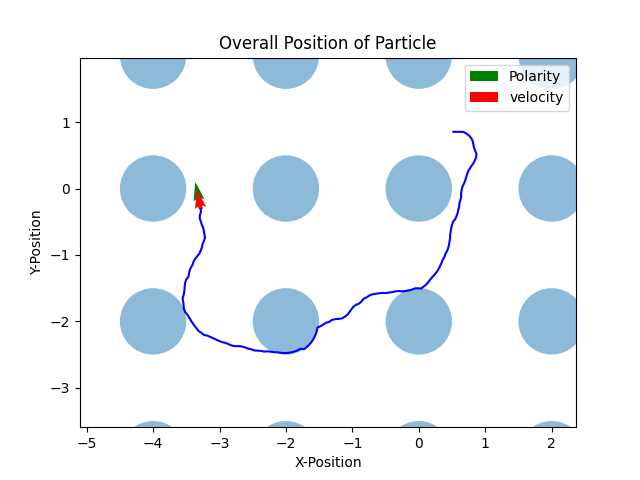 Overall Position of Particle
Polarity
velocity
1
0
−1
−2
−3
Y-Position
−5 −4 −3 −2 −1 0 1 2
X-Position